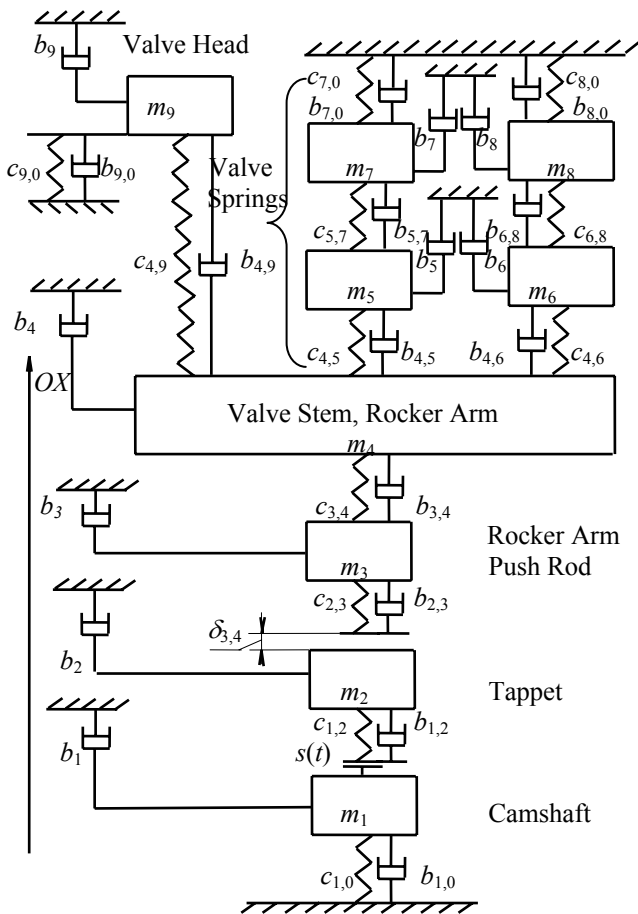 b₉
Valve Head
m₉
c₇,₀
b₇,₀
c₈,₀
b₈,₀
b₇
b₈
c₉,₀
b₉,₀
Valve
Springs
m₇
m₈
c₅,₇
b₅,₇
b₅
b₆,₈
b₆
c₆,₈
c₄,₉
b₄,₉
m₅
m₆
b₄
c₄,₅
b₄,₅
b₄,₆
c₄,₆
OX
Valve Stem, Rocker Arm
m₄
b₃
c₃,₄
b₃,₄
m₃
Rocker Arm
Push Rod
c₂,₃
b₂,₃
δ₃,₄
b₂
m₂
Tappet
c₁,₂
b₁,₂
b₁
s(t)
m₁
Camshaft
c₁,₀
b₁,₀